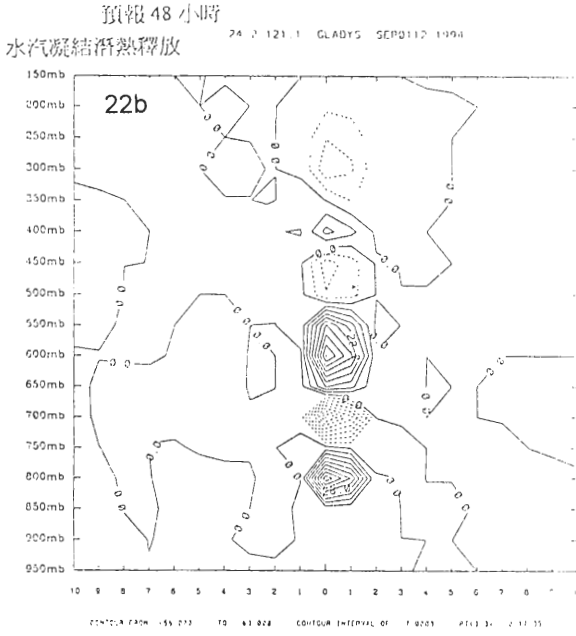 預報 48 小時
水汽凝結潛熱釋放
24.2 121.1 GLADYS SEP0112 1994
22b
150mb
200mb
250mb
300mb
350mb
400mb
450mb
500mb
550mb
600mb
650mb
700mb
750mb
800mb
850mb
900mb
950mb
10 9 8 7 6 5 4 3 2 1 0 1 2 3 4 5 6 7 8
CONTOUR FROM TO CONTOUR INTERVAL OF